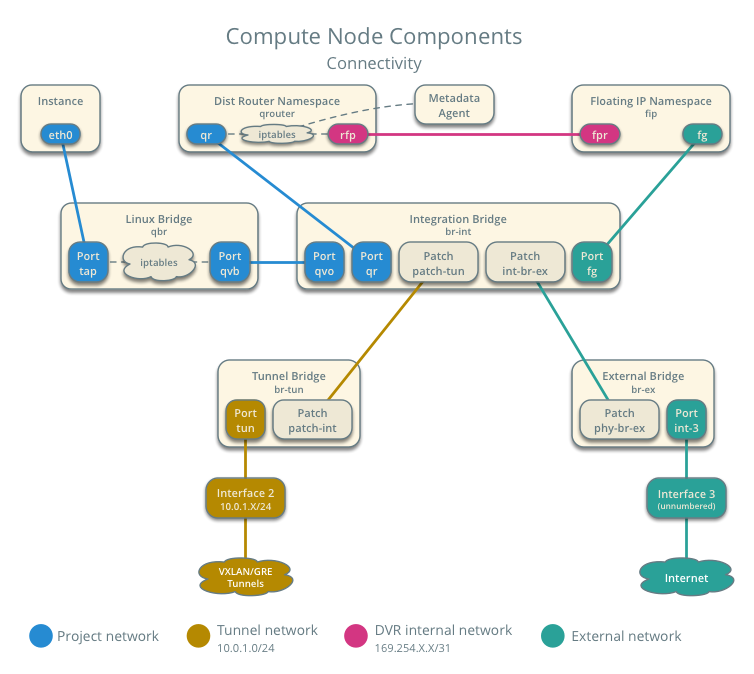 Compute Node Components
Connectivity
Instance
eth0
Dist Router Namespace
qrouter
qr
iptables
rfp
Metadata
Agent
Floating IP Namespace
fip
fpr
fg
Linux Bridge
qbr
Port
tap
iptables
Port
qvb
Integration Bridge
br-int
Port
qvo
Port
qr
Patch
patch-tun
Patch
int-br-ex
Port
fg
Tunnel Bridge
br-tun
Port
tun
Patch
patch-int
External Bridge
br-ex
Patch
phy-br-ex
Port
int-3
Interface 2
10.0.1.X/24
Interface 3
(unnumbered)
VXLAN/GRE
Tunnels
Internet
Project network
Tunnel network
10.0.1.0/24
DVR internal network
169.254.X.X/31
External network